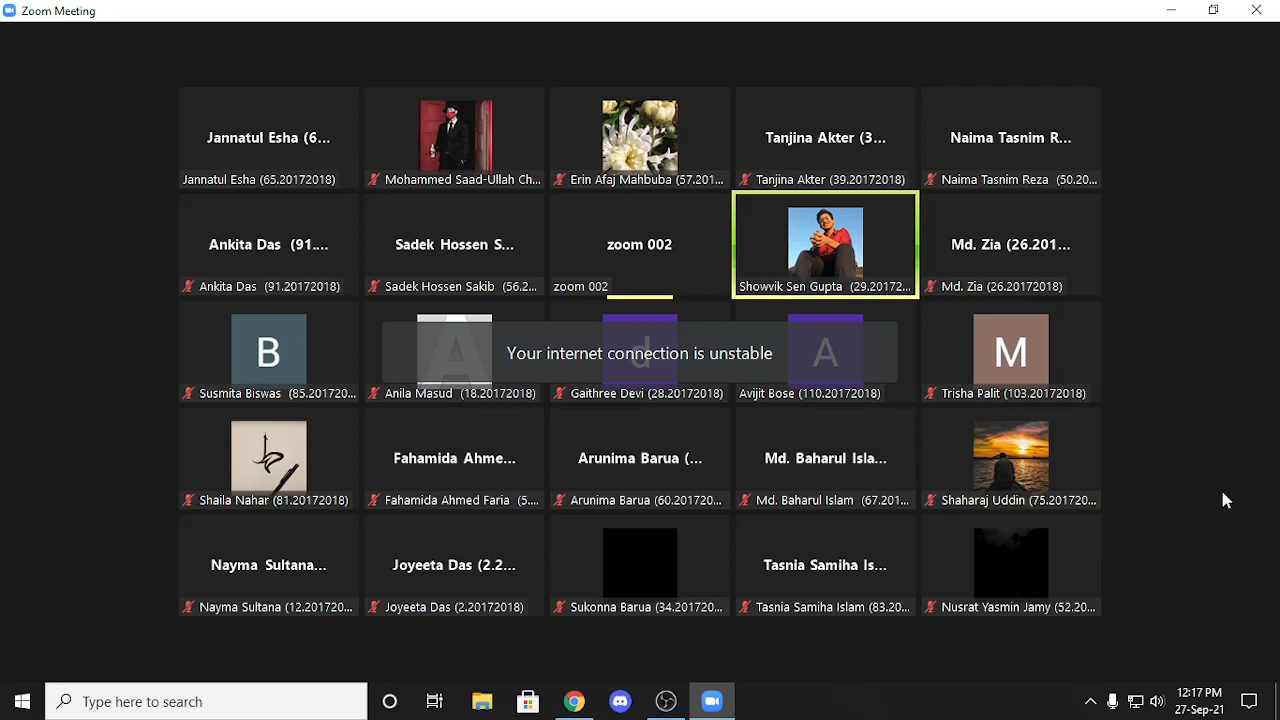 Zoom Meeting
Jannatul Esha (6...
Jannatul Esha (65.20172018)
Mohammed Saad-Ullah Ch...
Erin Afaj Mahbuba (57.201...
Tanjina Akter (3...
Tanjina Akter (39.20172018)
Naima Tasnim R...
Naima Tasnim Reza (50.20...
Ankita Das (91....
Ankita Das (91.20172018)
Sadek Hossen S...
Sadek Hossen Sakib (56.2...
zoom 002
zoom 002
Showvik Sen Gupta (29.20172...
Md. Zia (26.201...
Md. Zia (26.20172018)
B
Susmita Biswas (85.201720...
A
Anila Masud (18.20172018)
Your internet connection is unstable
d
Gaithree Devi (28.20172018)
A
Avijit Bose (110.20172018)
M
Trisha Palit (103.20172018)
Shaila Nahar (81.20172018)
Fahamida Ahme...
Fahamida Ahmed Faria (5....
Arunima Barua (...
Arunima Barua (60.201720...
Md. Baharul Isla...
Md. Baharul Islam (67.201...
Shaharaj Uddin (75.201720...
Nayma Sultana...
Nayma Sultana (12.201720...
Joyeeta Das (2.2...
Joyeeta Das (2.20172018)
Sukonna Barua (34.201720...
Tasnia Samiha Is...
Tasnia Samiha Islam (83.20...
Nusrat Yasmin Jamy (52.20...
Type here to search
12:17 PM
27-Sep-21